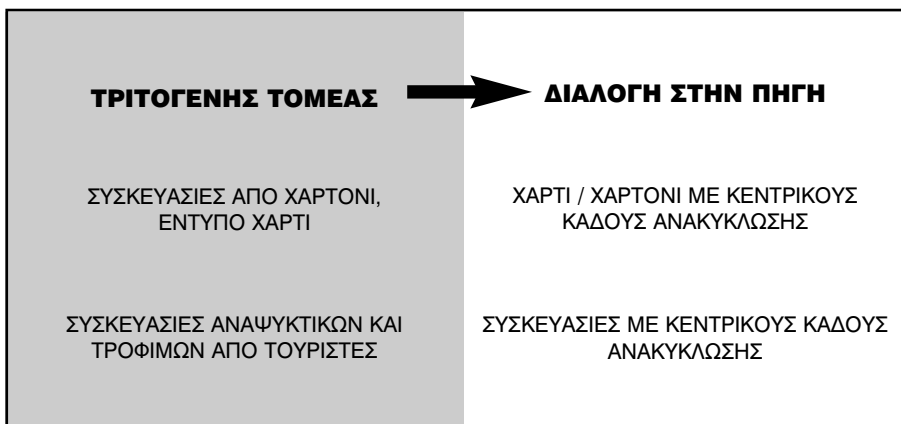 ΤΡΙΤΟΓΕΝΗΣ ΤΟΜΕΑΣ
ΔΙΑΛΟΓΗ ΣΤΗΝ ΠΗΓΗ
ΣΥΣΚΕΥΑΣΙΕΣ ΑΠΟ ΧΑΡΤΟΝΙ,
ΕΝΤΥΠΟ ΧΑΡΤΙ
ΧΑΡΤΙ / ΧΑΡΤΟΝΙ ΜΕ ΚΕΝΤΡΙΚΟΥΣ
ΚΑΔΟΥΣ ΑΝΑΚΥΚΛΩΣΗΣ
ΣΥΣΚΕΥΑΣΙΕΣ ΑΝΑΨΥΚΤΙΚΩΝ ΚΑΙ
ΤΡΟΦΙΜΩΝ ΑΠΟ ΤΟΥΡΙΣΤΕΣ
ΣΥΣΚΕΥΑΣΙΕΣ ΜΕ ΚΕΝΤΡΙΚΟΥΣ ΚΑΔΟΥΣ
ΑΝΑΚΥΚΛΩΣΗΣ